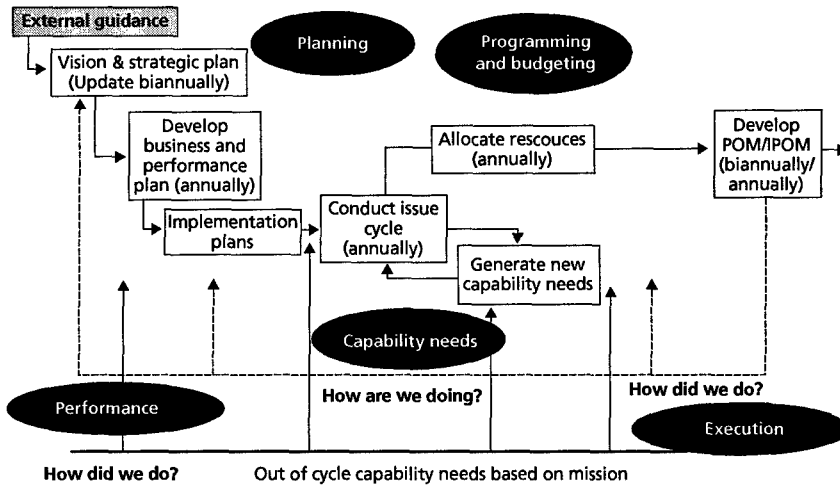 External guidance
Vision & strategic plan
(Update biannually)
Planning
Programming
and budgeting
Develop
business and
performance
plan (annually)
Allocate rescouces
(annually)
Develop
POM/IPOM
(biannually/
annually)
Implementation
plans
Conduct issue
cycle
(annually)
Generate new
capability needs
Capability needs
How are we doing?
How did we do?
Performance
Execution
How did we do?
Out of cycle capability needs based on mission